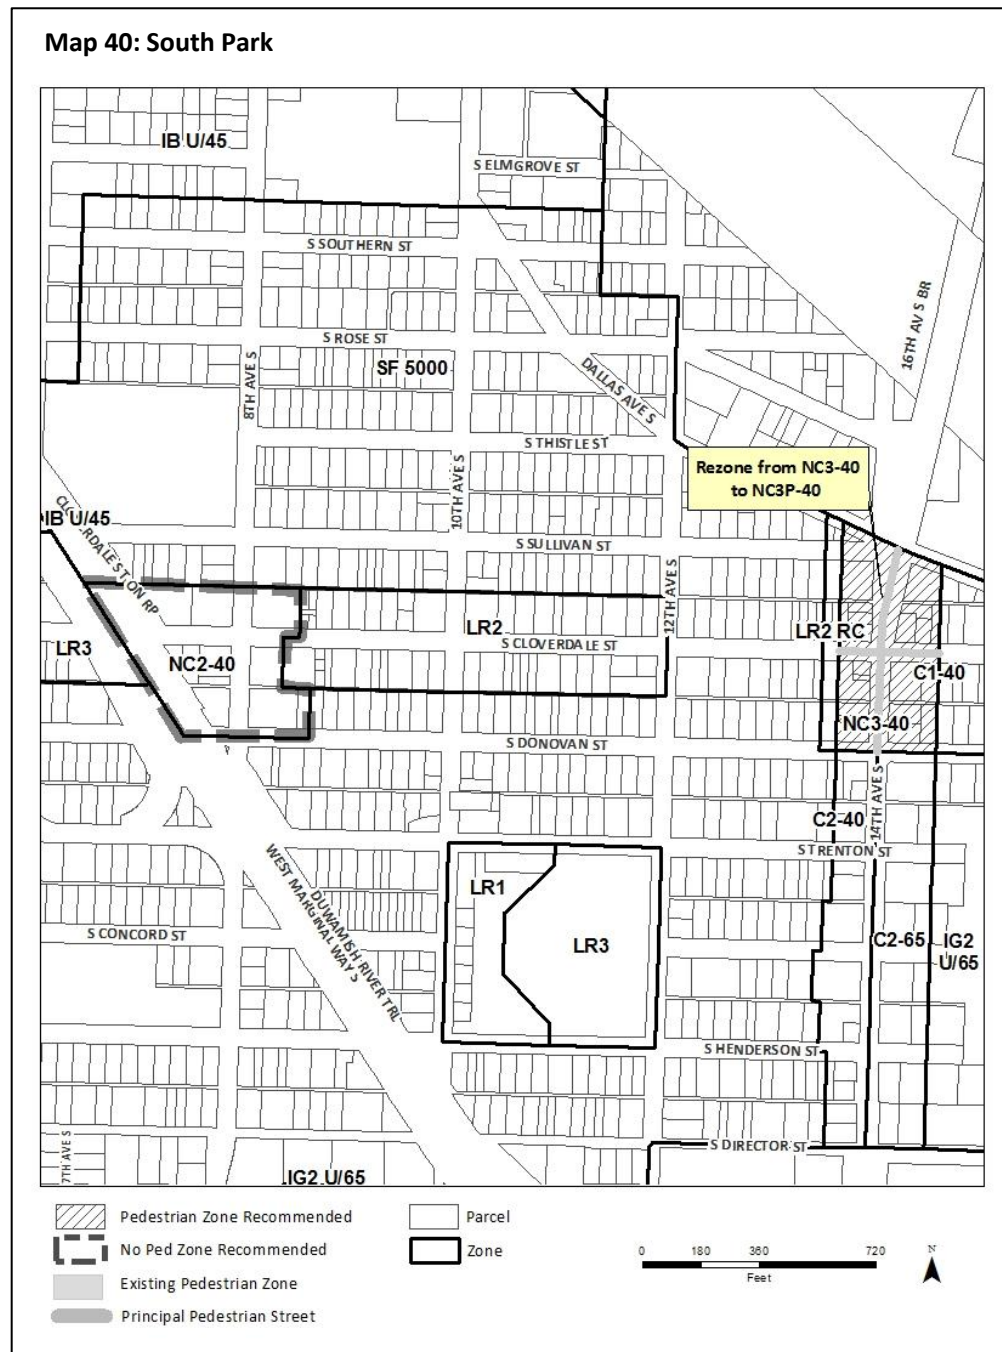 Map 40: South Park
IB U/45
S ELMGROVE ST
S SOUTHERN ST
16TH AV S BR
S ROSE ST
SF 5000
8TH AVE S
DALLAS AVE S
S THISTLE ST
Rezone from NC3-40
to NC3P-40
10TH AVE S
CLOVERDALE ST ON RP
IB U/45
S SULLIVAN ST
12TH AVE S
LR2
LR2 RC
LR3
S CLOVERDALE ST
NC2-40
C1-40
NC3-40
S DONOVAN ST
14TH AVE S
C2-40
S TRENTON ST
WEST MARGINAL WAY S
DUWAMISH RIVER TRL
LR1
S CONCORD ST
LR3
C2-65
IG2
U/65
S HENDERSON ST
7TH AVE S
S DIRECTOR ST
IG2 U/65
Pedestrian Zone Recommended
Parcel
No Ped Zone Recommended
Zone
Existing Pedestrian Zone
Principal Pedestrian Street
0 180 360 720
Feet
N